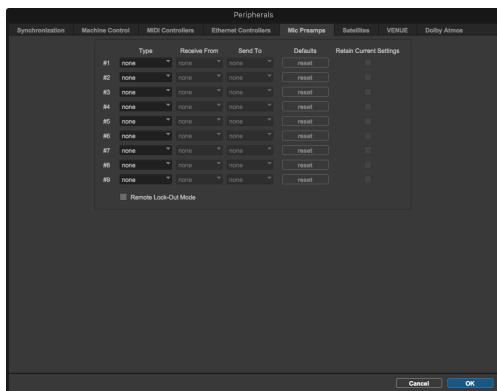 Peripherals
Synchronization Machine Control MIDI Controllers Ethernet Controllers Mic Preamps Satellites VENUE Dolby Atmos
Type Receive From Send To Defaults Retain Current Settings
#1 none none none reset
#2 none none none reset
#3 none none none reset
#4 none none none reset
#5 none none none reset
#6 none none none reset
#7 none none none reset
#8 none none none reset
#9 none none none reset
Remote Lock-Out Mode
Cancel OK